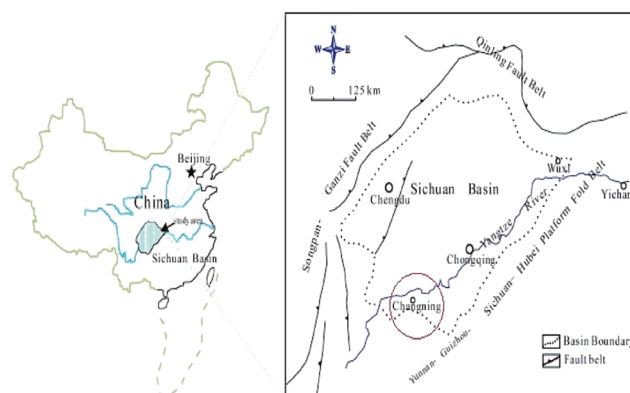 Beijing
China
study area
Sichuan Basin
N
W
E
S
0
125 km
Qinling Fault Belt
Songpan-
Ganzi Fault Belt
Wuxi
Yichan
Sichuan Basin
Chengdu
Yangtze River
Chongqing
Changning
Yunnan- Guizhou-
Sichuan- Hubei Platform Fold Belt
Basin Boundary
Fault belt